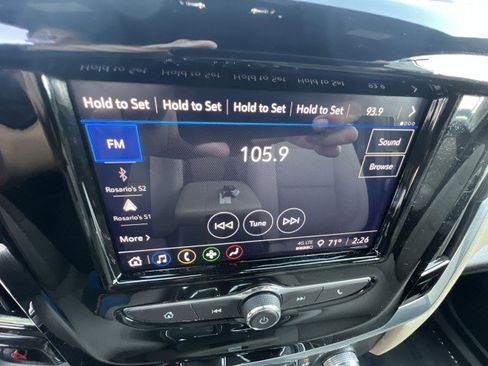 Hold to Set Hold to Set Hold to Set Hold to Set 93.9
FM
105.9
Sound
Browse
Rosario's S2
Rosario's S1
Tune
More
4G LTE 71° 2:26